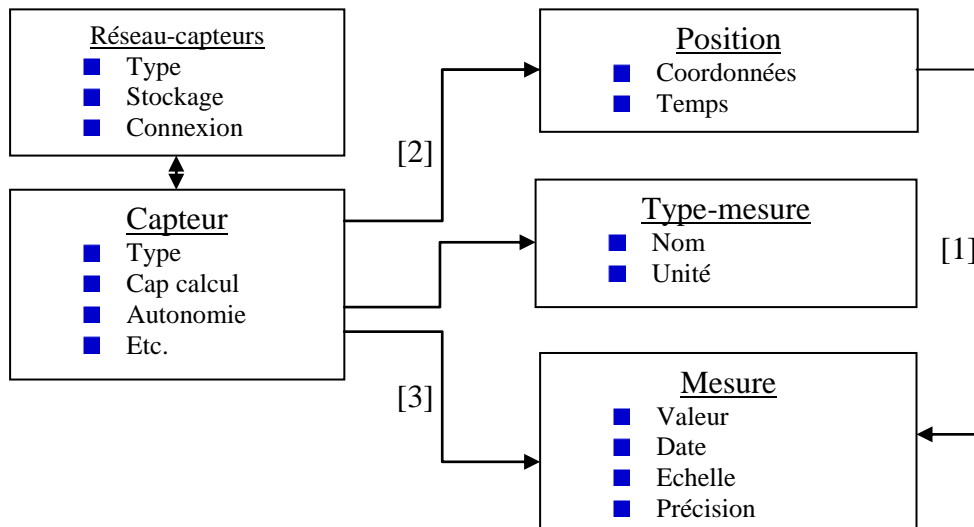 Réseau-capteurs
Type
Stockage
Connexion
[2]
Position
Coordonnées
Temps
Capteur
Type
Cap calcul
Autonomie
Etc.
Type-mesure
Nom
Unité
[1]
[3]
Mesure
Valeur
Date
Echelle
Précision